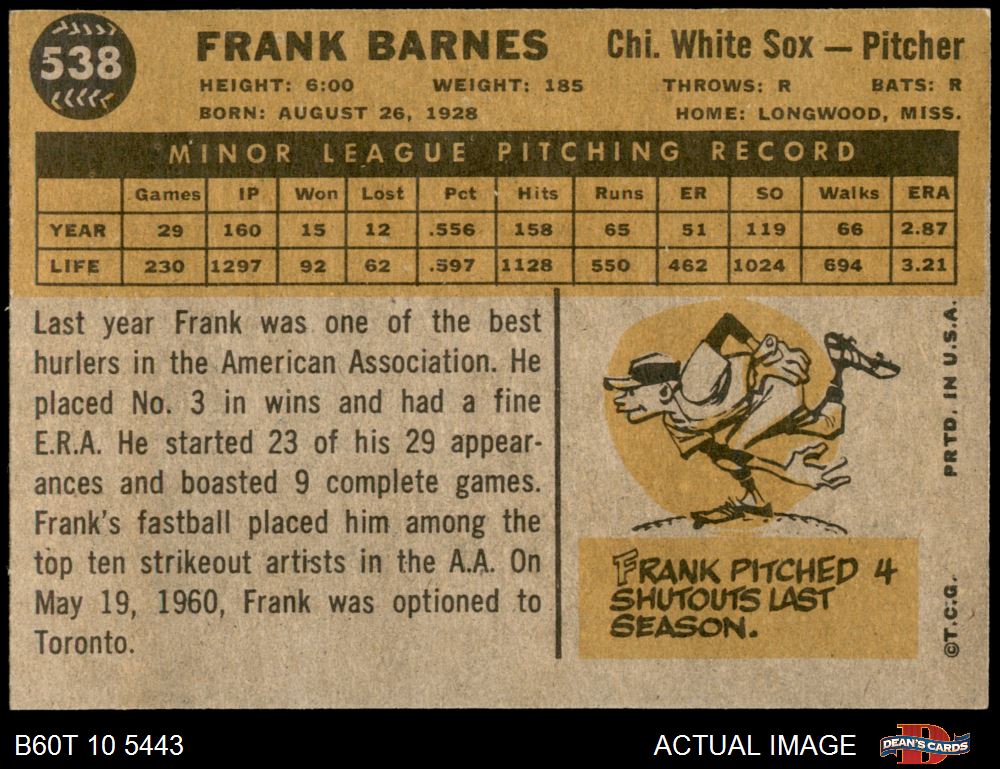 538
FRANK BARNES
Chi. White Sox — Pitcher
HEIGHT: 6:00 WEIGHT: 185 THROWS: R BATS: R
BORN: AUGUST 26, 1928 HOME: LONGWOOD, MISS.
MINOR LEAGUE PITCHING RECORD
Games IP Won Lost Pct Hits Runs ER SO Walks ERA
YEAR 29 160 15 12 .556 158 65 51 119 66 2.87
LIFE 230 1297 92 62 .597 1128 550 462 1024 694 3.21
Last year Frank was one of the best
hurlers in the American Association. He
placed No. 3 in wins and had a fine
E.R.A. He started 23 of his 29 appear-
ances and boasted 9 complete games.
Frank's fastball placed him among the
top ten strikeout artists in the A.A. On
May 19, 1960, Frank was optioned to
Toronto.
FRANK PITCHED 4
SHUTOUTS LAST
SEASON.
©T.C.G. PRTD. IN U.S.A.
B60T 10 5443
ACTUAL IMAGE
DEAN'S CARDS